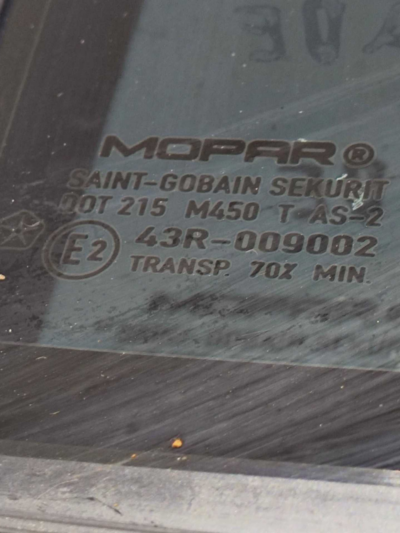 MOPAR®
SAINT-GOBAIN SEKURIT
DOT 215 M450 T AS-2
E2 43R-009002
TRANSP. 70% MIN.